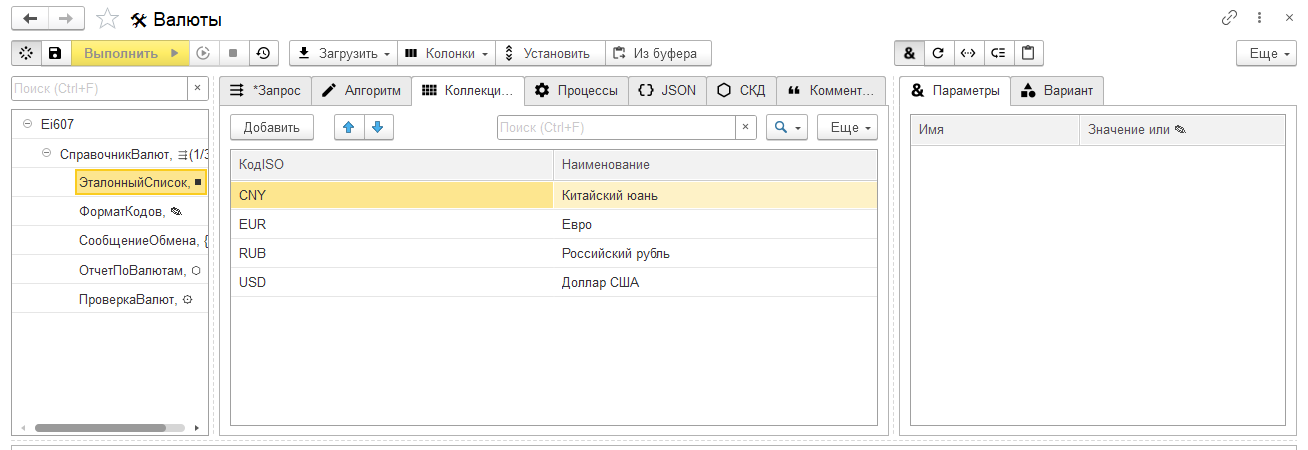 Валюты
Выполнить Загрузить Колонки Установить Из буфера Еще
Поиск (Ctrl+F) ×
*Запрос Алгоритм Коллекци... Процессы JSON СКД Коммент...
Параметры Вариант
Ei607
СправочникВалют, (1/3
ЭталонныйСписок,
ФорматКодов,
СообщениеОбмена, {
ОтчетПоВалютам,
ПроверкаВалют,
Добавить Поиск (Ctrl+F) × Еще
КодISO Наименование
CNY Китайский юань
EUR Евро
RUB Российский рубль
USD Доллар США
Имя Значение или